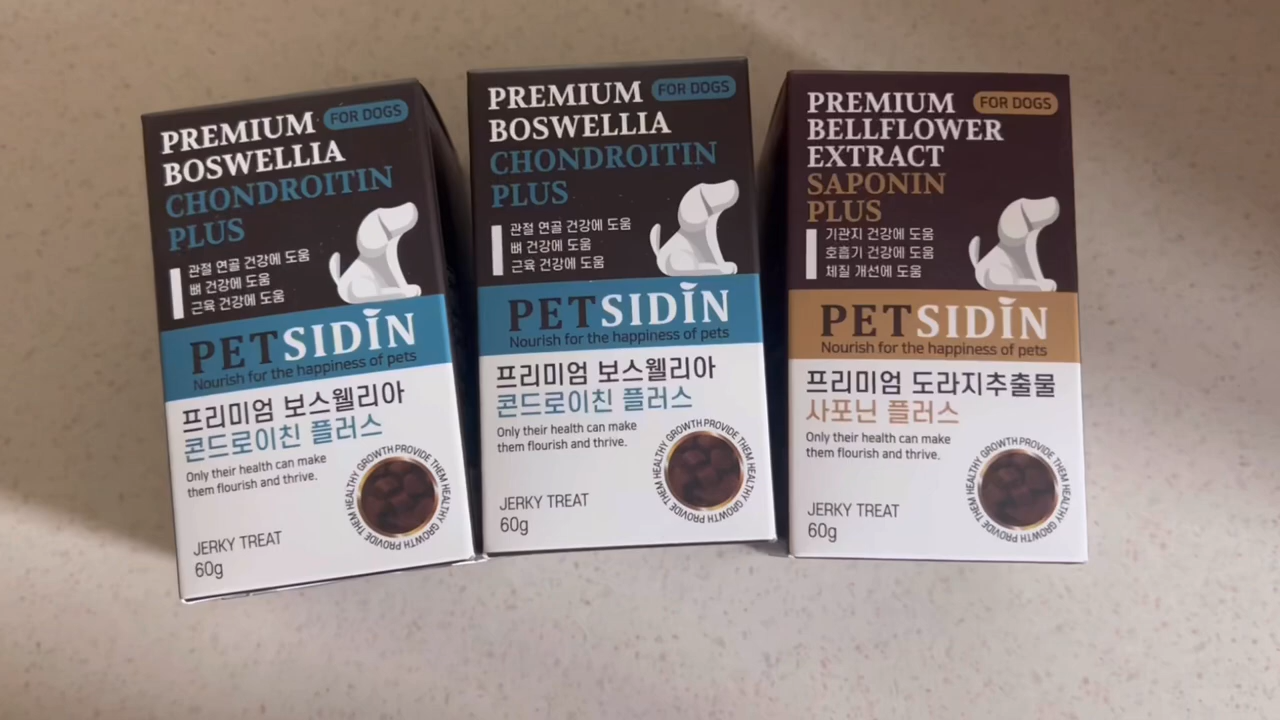 PREMIUM
FOR DOGS
BOSWELLIA
CHONDROITIN
PLUS
관절 연골 건강에 도움
뼈 건강에 도움
근육 건강에 도움
PETSIDIN
Nourish for the happiness of pets
프리미엄 보스웰리아
콘드로이친 플러스
Only their health can make
them flourish and thrive.
PROVIDE THEM HEALTHY GROWTH PROVIDE THEM HEALTHY GROWTH
JERKY TREAT
60g
PREMIUM
FOR DOGS
BOSWELLIA
CHONDROITIN
PLUS
관절 연골 건강에 도움
뼈 건강에 도움
근육 건강에 도움
PETSIDIN
Nourish for the happiness of pets
프리미엄 보스웰리아
콘드로이친 플러스
Only their health can make
them flourish and thrive.
PROVIDE THEM HEALTHY GROWTH PROVIDE THEM HEALTHY GROWTH
JERKY TREAT
60g
PREMIUM
FOR DOGS
BELLFLOWER
EXTRACT
SAPONIN
PLUS
기관지 건강에 도움
호흡기 건강에 도움
체질 개선에 도움
PETSIDIN
Nourish for the happiness of pets
프리미엄 도라지추출물
사포닌 플러스
Only their health can make
them flourish and thrive.
PROVIDE THEM HEALTHY GROWTH PROVIDE THEM HEALTHY GROWTH
JERKY TREAT
60g